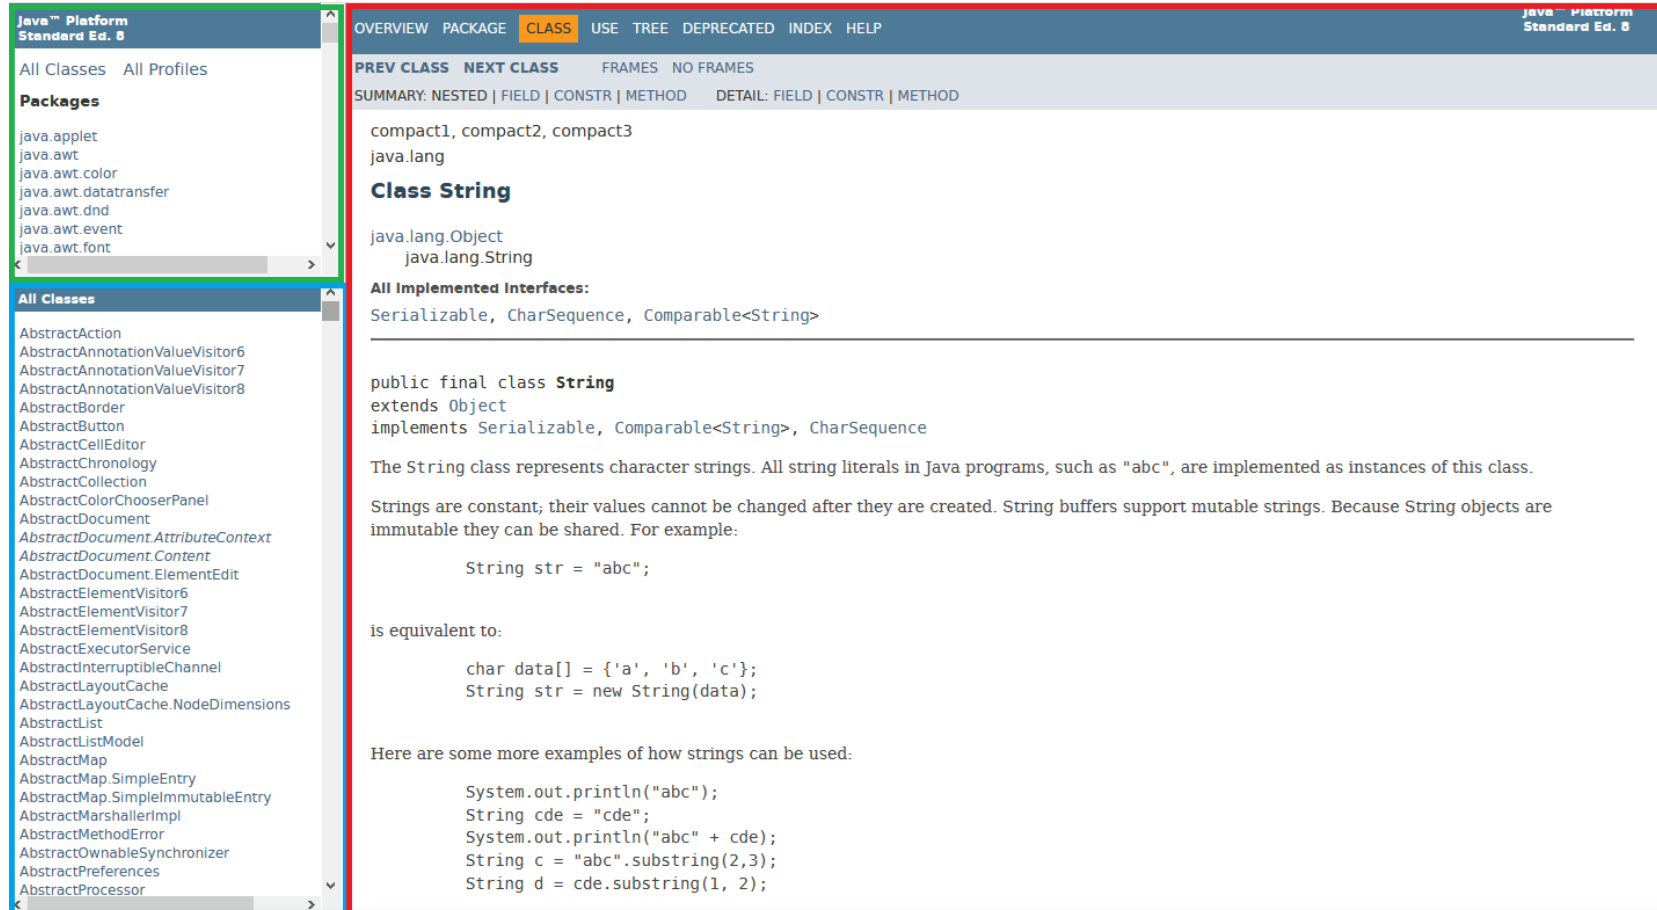 Java™ Platform
Standard Ed. 8
All Classes All Profiles
Packages
java.applet
java.awt
java.awt.color
java.awt.datatransfer
java.awt.dnd
java.awt.event
java.awt.font
All Classes
AbstractAction
AbstractAnnotationValueVisitor6
AbstractAnnotationValueVisitor7
AbstractAnnotationValueVisitor8
AbstractBorder
AbstractButton
AbstractCellEditor
AbstractChronology
AbstractCollection
AbstractColorChooserPanel
AbstractDocument
AbstractDocument.AttributeContext
AbstractDocument.Content
AbstractDocument.ElementEdit
AbstractElementVisitor6
AbstractElementVisitor7
AbstractElementVisitor8
AbstractExecutorService
AbstractInterruptibleChannel
AbstractLayoutCache
AbstractLayoutCache.NodeDimensions
AbstractList
AbstractListModel
AbstractMap
AbstractMap.SimpleEntry
AbstractMap.SimpleImmutableEntry
AbstractMarshallerImpl
AbstractMethodError
AbstractOwnableSynchronizer
AbstractPreferences
AbstractProcessor
OVERVIEW PACKAGE CLASS USE TREE DEPRECATED INDEX HELP
Java™ Platform
Standard Ed. 8
PREV CLASS NEXT CLASS FRAMES NO FRAMES
SUMMARY: NESTED | FIELD | CONSTR | METHOD DETAIL: FIELD | CONSTR | METHOD
compact1, compact2, compact3
java.lang
Class String
java.lang.Object
java.lang.String
All Implemented Interfaces:
Serializable, CharSequence, Comparable<String>
public final class String
extends Object
implements Serializable, Comparable<String>, CharSequence
The String class represents character strings. All string literals in Java programs, such as "abc", are implemented as instances of this class.
Strings are constant; their values cannot be changed after they are created. String buffers support mutable strings. Because String objects are
immutable they can be shared. For example:
String str = "abc";
is equivalent to:
char data[] = {'a', 'b', 'c'};
String str = new String(data);
Here are some more examples of how strings can be used:
System.out.println("abc");
String cde = "cde";
System.out.println("abc" + cde);
String c = "abc".substring(2,3);
String d = cde.substring(1, 2);